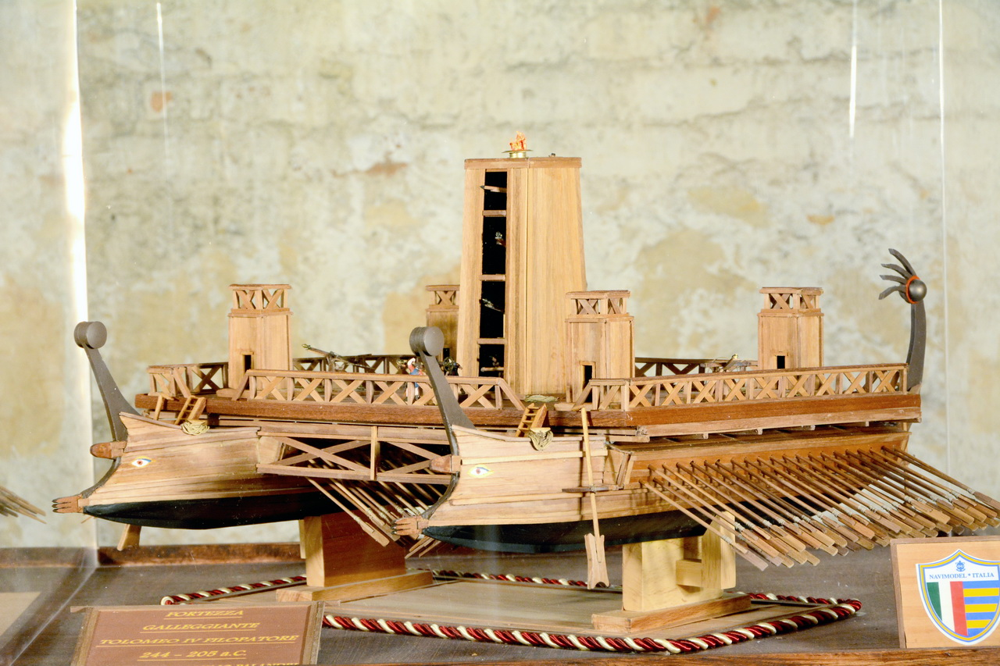 FORTEZZA
GALLEGGIANTE
TOLOMEO IV FILOPATORE
244 - 205 a.C.
NAVIMODEL * ITALIA